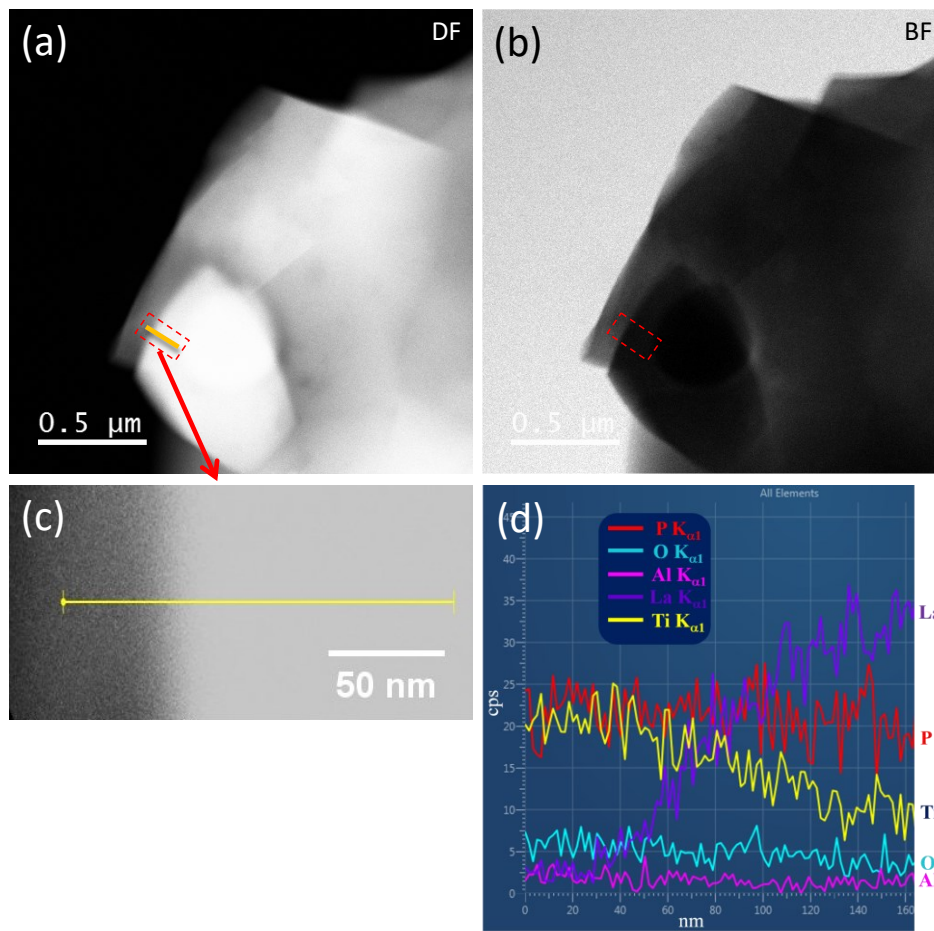 (a)
DF
0.5 µm
(b)
BF
0.5 µm
(c)
50 nm
(d)
All Elements
P Kα1
O Kα1
Al Kα1
La Kα1
Ti Kα1
45
40
35
30
25
20
15
10
5
0
cps
0 20 40 60 80 100 120 140 160
nm
La
P
Ti
O
A